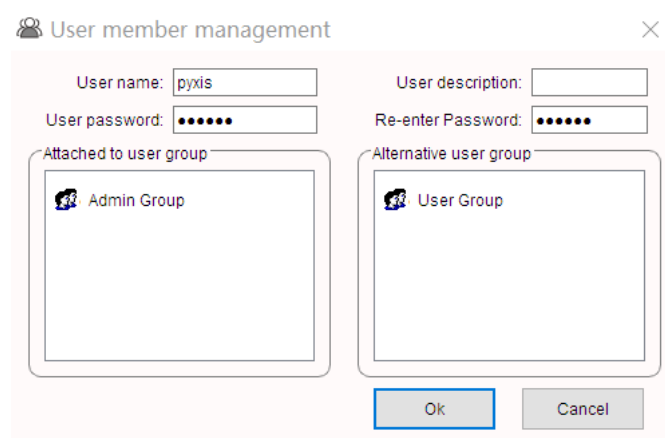 User member management
User name: pyxis User description:
User password: ●●●●●● Re-enter Password: ●●●●●●
Attached to user group Alternative user group
Admin Group User Group
Ok Cancel